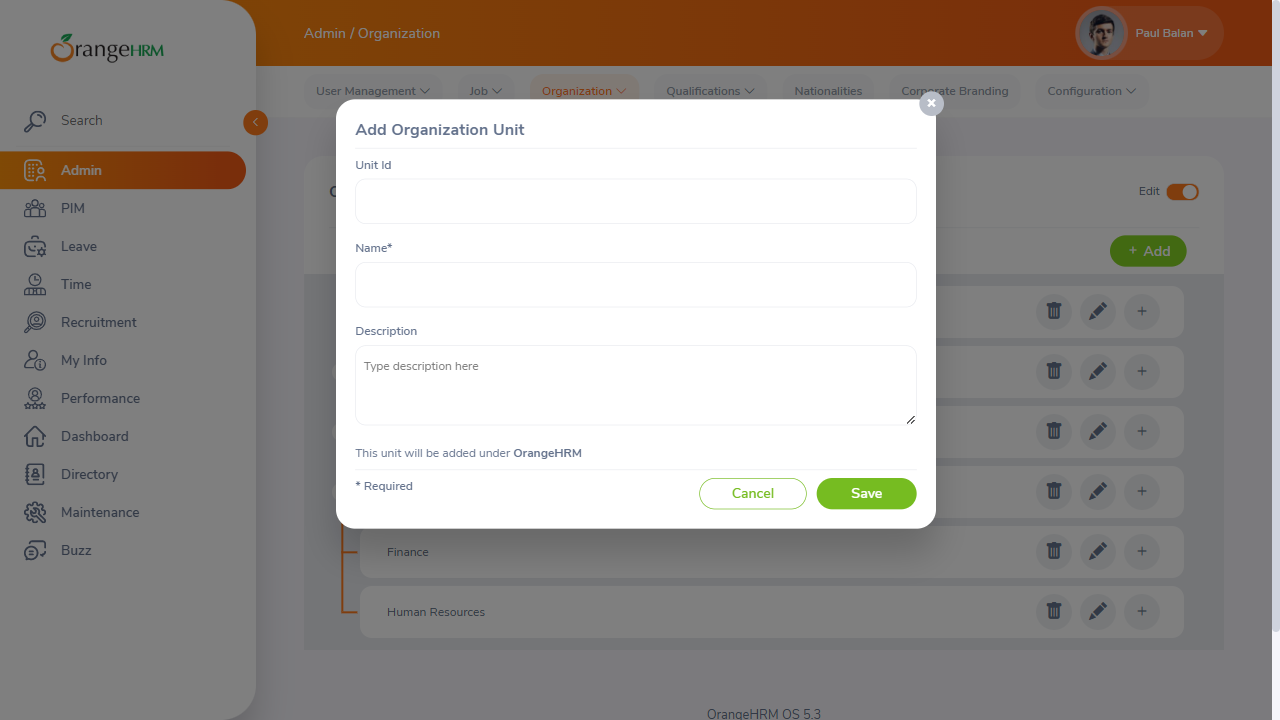 OrangeHRM
Admin / Organization
Paul Balan
Search
Admin
PIM
Leave
Time
Recruitment
My Info
Performance
Dashboard
Directory
Maintenance
Buzz
User Management
Job
Organization
Qualifications
Nationalities
Corporate Branding
Configuration
Edit
+ Add
Add Organization Unit
Unit Id
Name*
Description
Type description here
This unit will be added under OrangeHRM
* Required
Cancel
Save
Finance
Human Resources
OrangeHRM OS 5.3